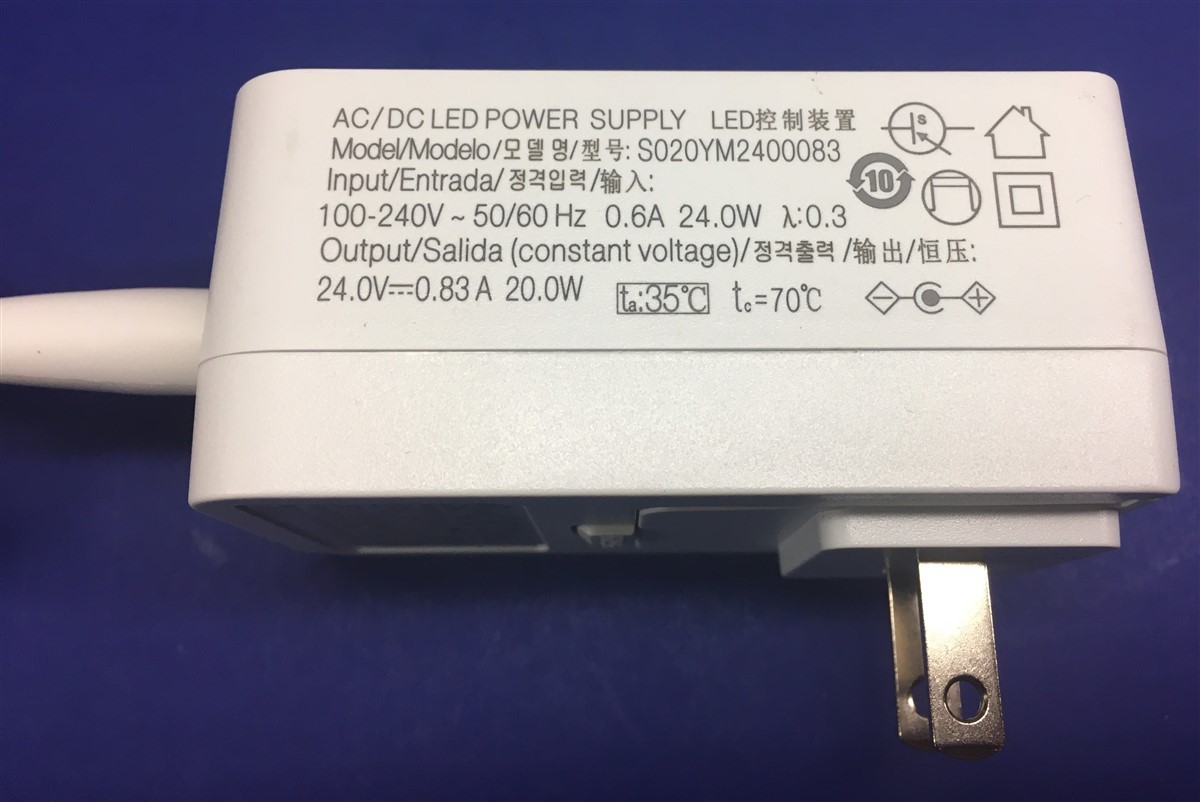 AC/DC LED POWER SUPPLY LED控制装置
Model/Modelo/모델명/型号: S020YM2400083
Input/Entrada/정격입력/输入:
100-240V ~ 50/60 Hz 0.6A 24.0W λ:0.3
Output/Salida (constant voltage)/정격출력/输出/恒压:
24.0V⎓0.83A 20.0W ta:35℃ tc=70℃
S
10